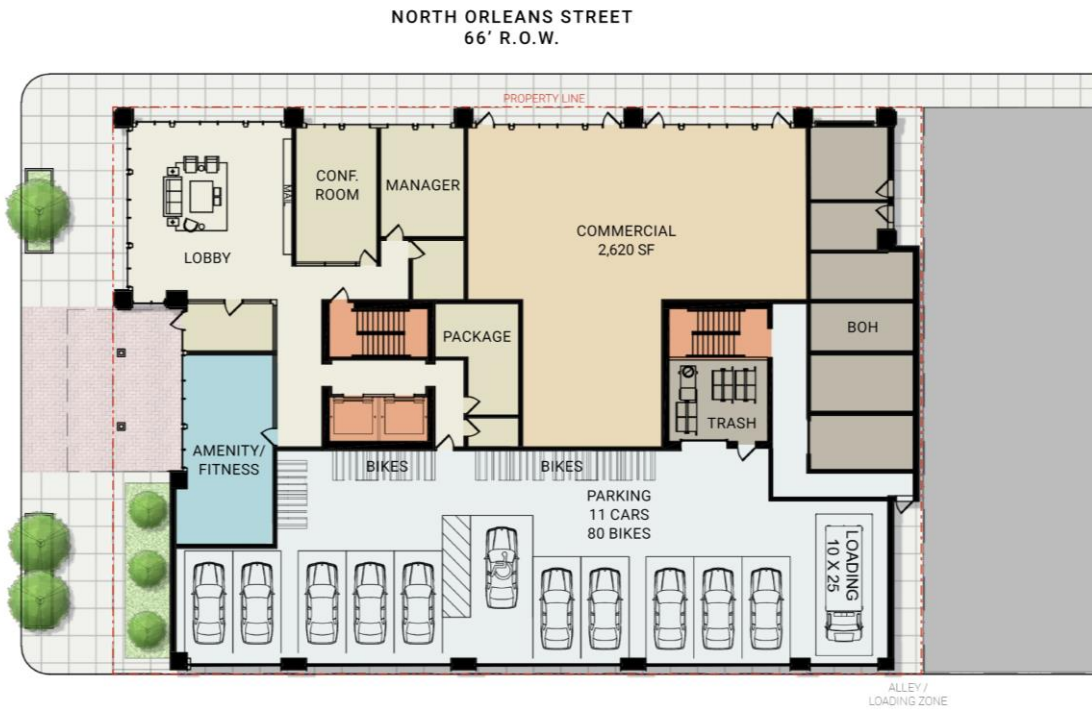 NORTH ORLEANS STREET
66’ R.O.W.
PROPERTY LINE
CONF.
ROOM
MAIL
MANAGER
COMMERCIAL
2,620 SF
LOBBY
PACKAGE
BOH
TRASH
AMENITY/
FITNESS
BIKES
BIKES
PARKING
11 CARS
80 BIKES
LOADING
10 X 25
ALLEY /
LOADING ZONE